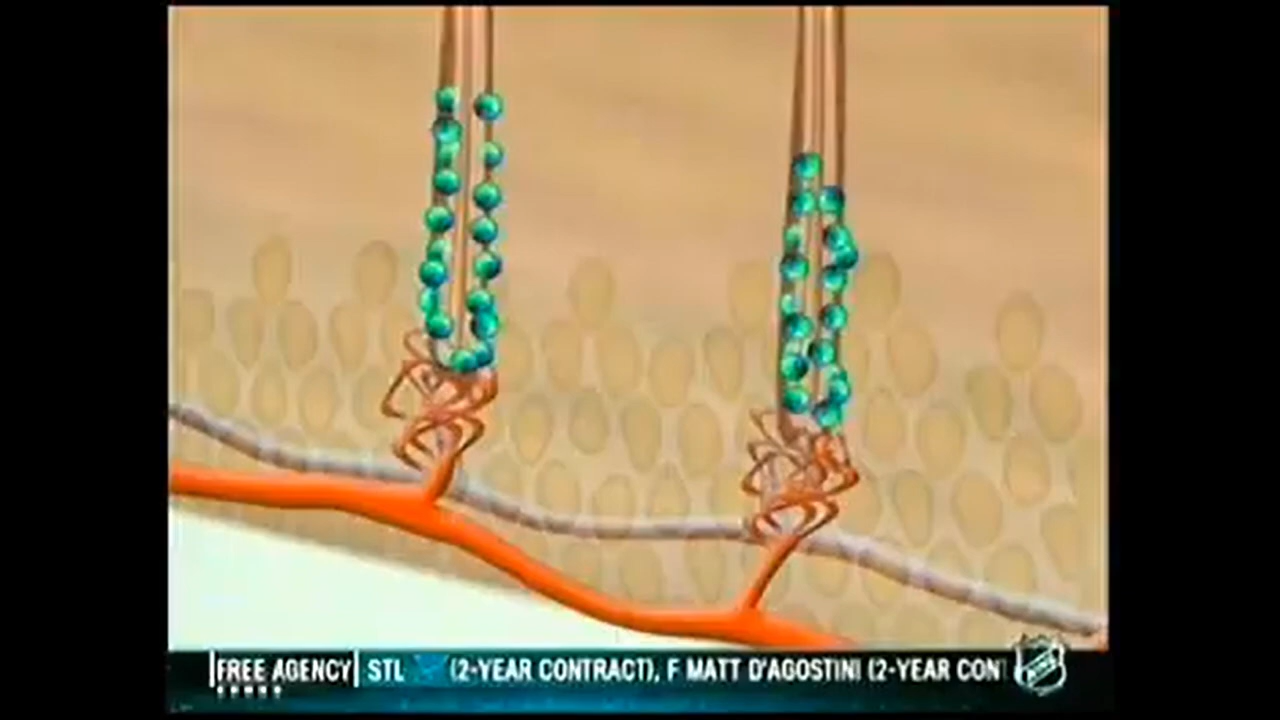 FREE AGENCY STL (2-YEAR CONTRACT), F MATT D'AGOSTINI (2-YEAR CON